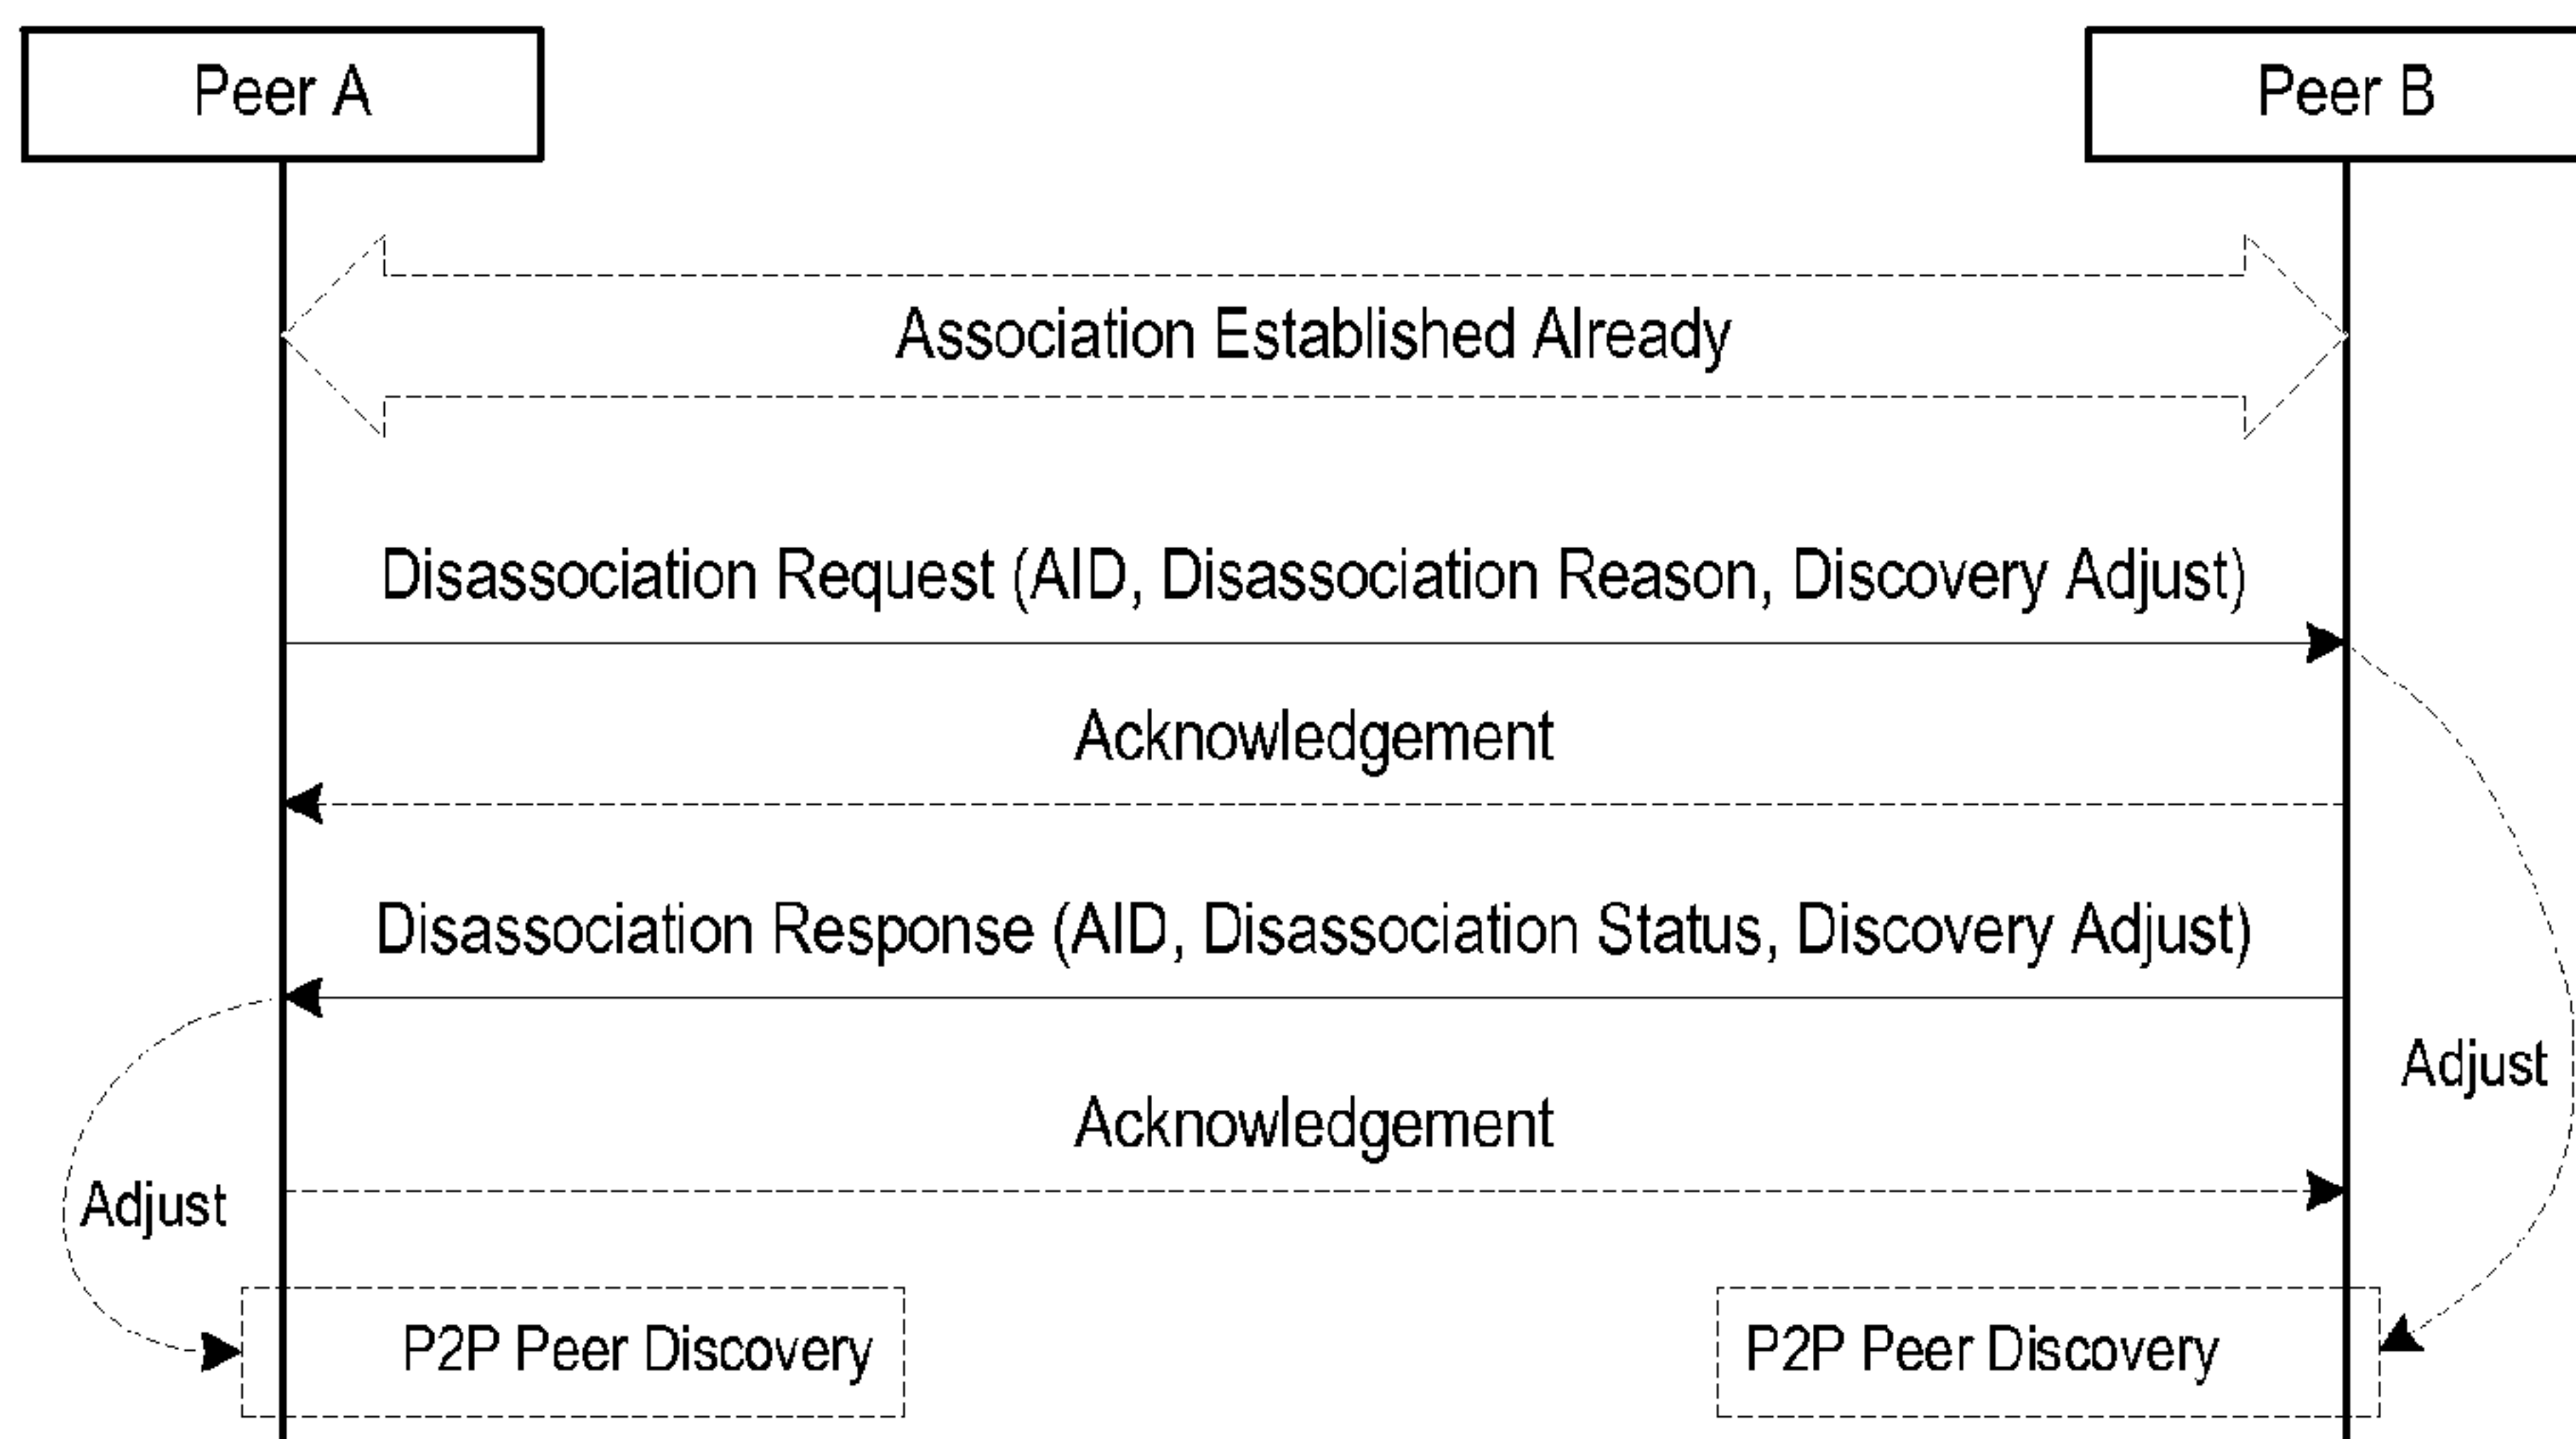 Peer A
Peer B
Association Established Already
Disassociation Request (AID, Disassociation Reason, Discovery Adjust)
Acknowledgement
Disassociation Response (AID, Disassociation Status, Discovery Adjust)
Adjust
Acknowledgement
Adjust
P2P Peer Discovery
P2P Peer Discovery